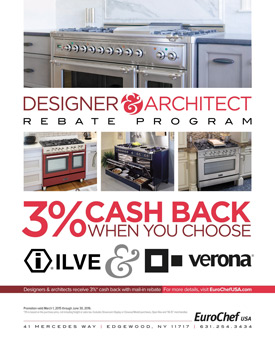 DESIGNER & ARCHITECT
REBATE PROGRAM
3% CASH BACK
WHEN YOU CHOOSE
i ILVE & verona
Designers & architects receive 3%* cash back with mail-in rebate For more details, visit EuroChefUSA.com
EuroChef USA
41 MERCEDES WAY | EDGEWOOD, NY 11717 | 631.254.3434